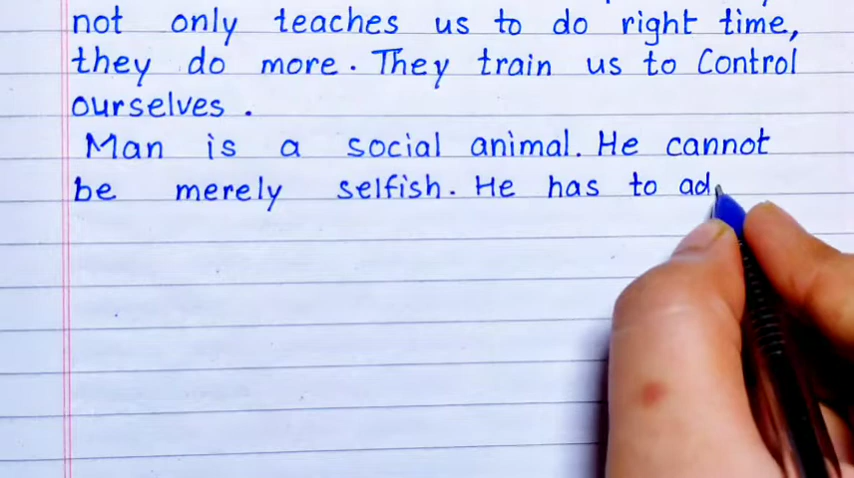 not only teaches us to do right time,
they do more. They train us to Control
ourselves.
Man is a social animal. He cannot
be merely selfish. He has to ad